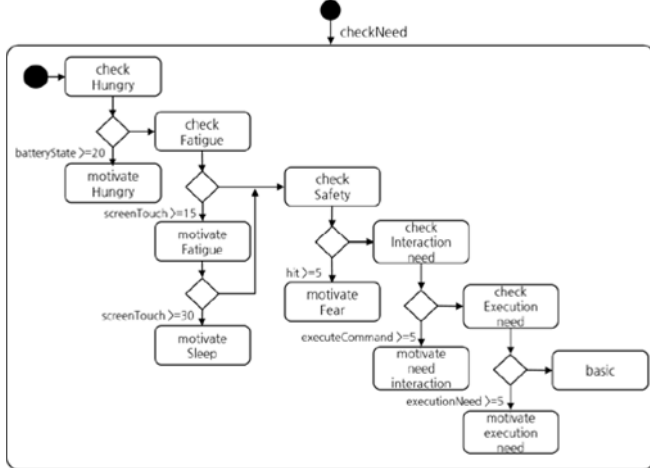 checkNeed
check
Hungry
batteryState >=20
motivate
Hungry
check
Fatigue
screenTouch >=15
motivate
Fatigue
screenTouch >=30
motivate
Sleep
check
Safety
hit >=5
motivate
Fear
check
Interaction
need
executeCommand >=5
motivate
need
interaction
check
Execution
need
executionNeed >=5
motivate
execution
need
basic